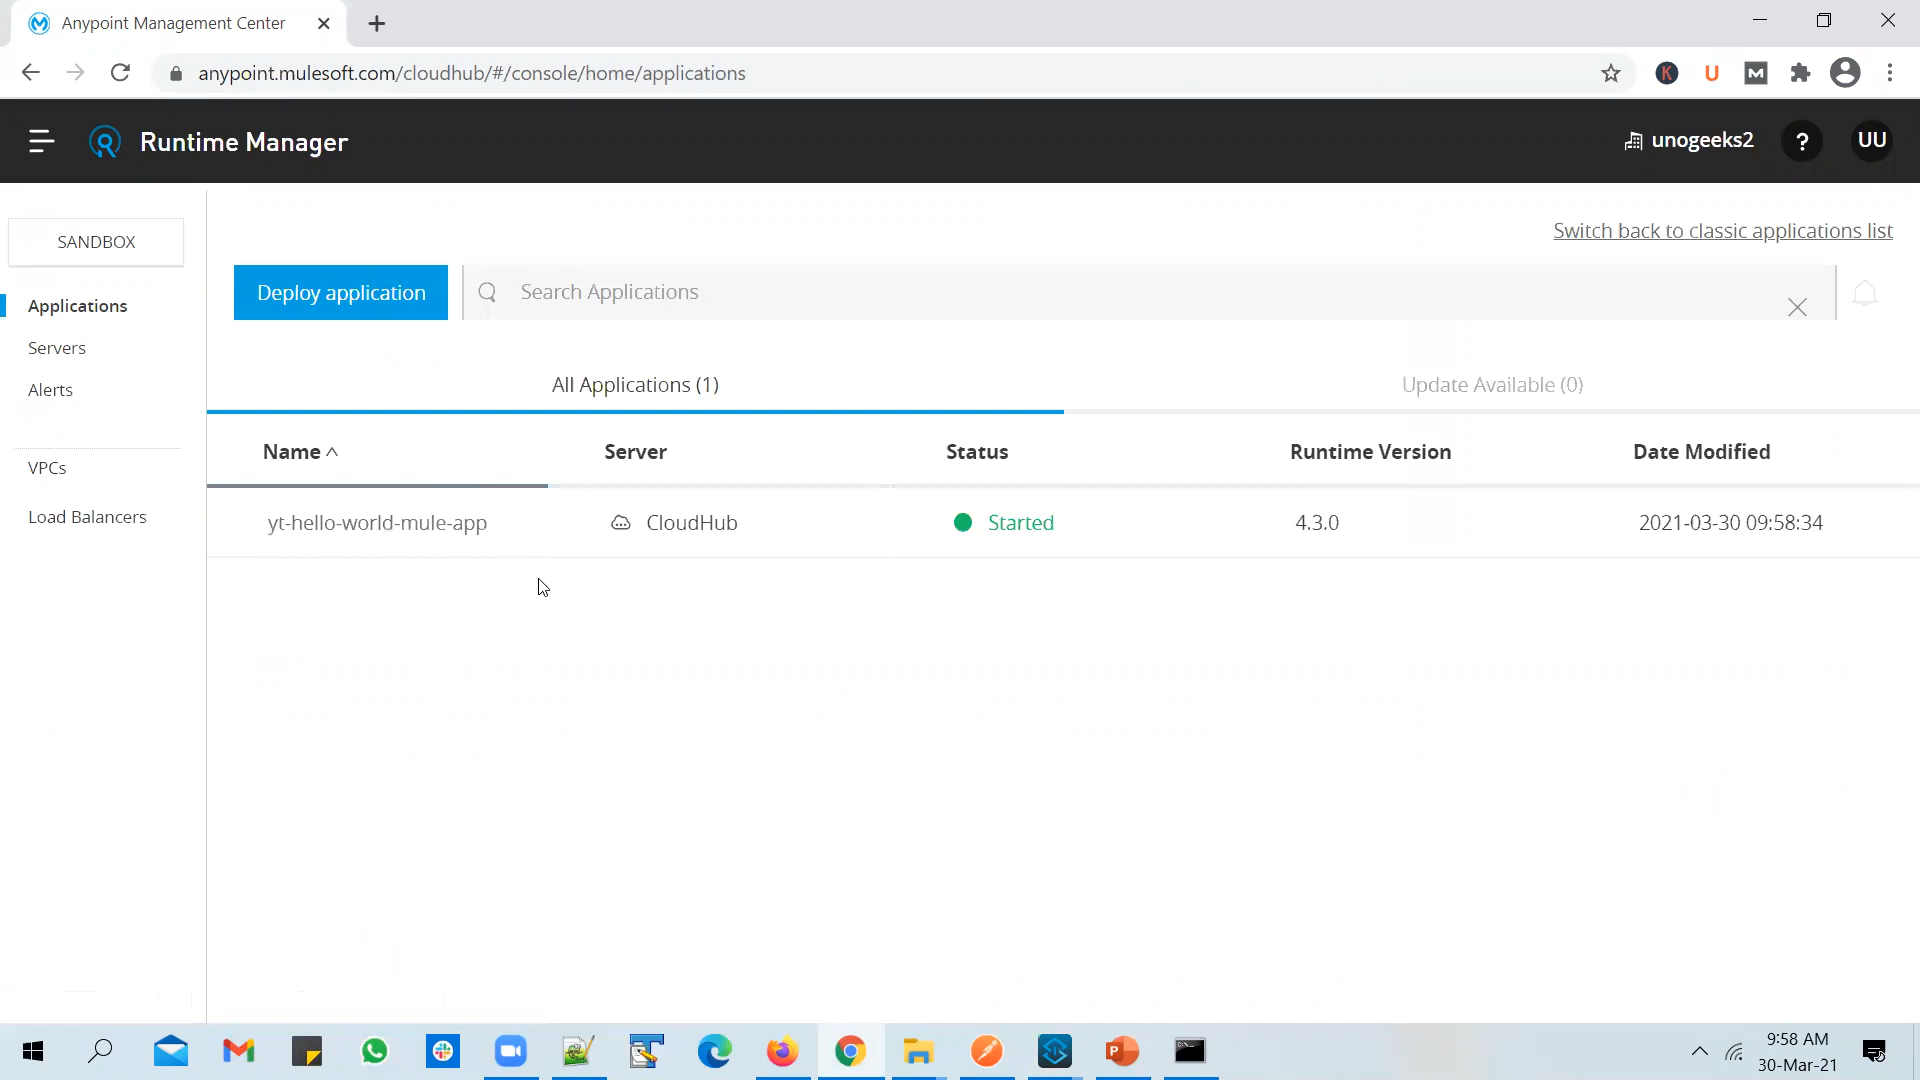 Anypoint Management Center
anypoint.mulesoft.com/cloudhub/#/console/home/applications
K
U
M
Runtime Manager
unogeeks2
?
UU
SANDBOX
Switch back to classic applications list
Deploy application
Search Applications
Applications
Servers
Alerts
VPCs
Load Balancers
All Applications (1)
Update Available (0)
Name
Server
Status
Runtime Version
Date Modified
yt-hello-world-mule-app
CloudHub
Started
4.3.0
2021-03-30 09:58:34
P
9:58 AM
30-Mar-21